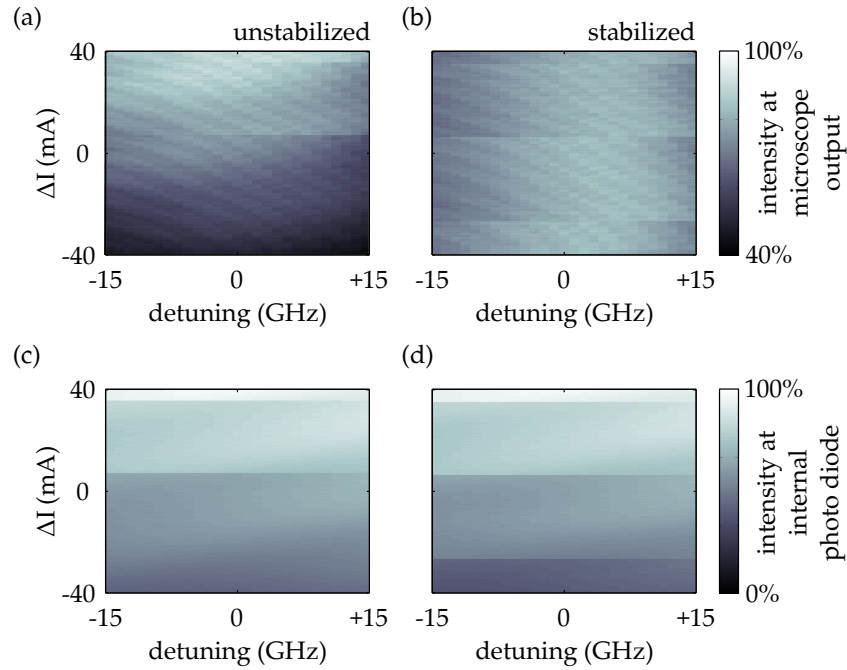 (a)
unstabilized
(b)
stabilized
40
0
-40
ΔI (mA)
-15
0
+15
detuning (GHz)
-15
0
+15
detuning (GHz)
100%
40%
intensity at
microscope
output
(c)
(d)
40
0
-40
ΔI (mA)
-15
0
+15
detuning (GHz)
-15
0
+15
detuning (GHz)
100%
0%
intensity at
internal
photo diode